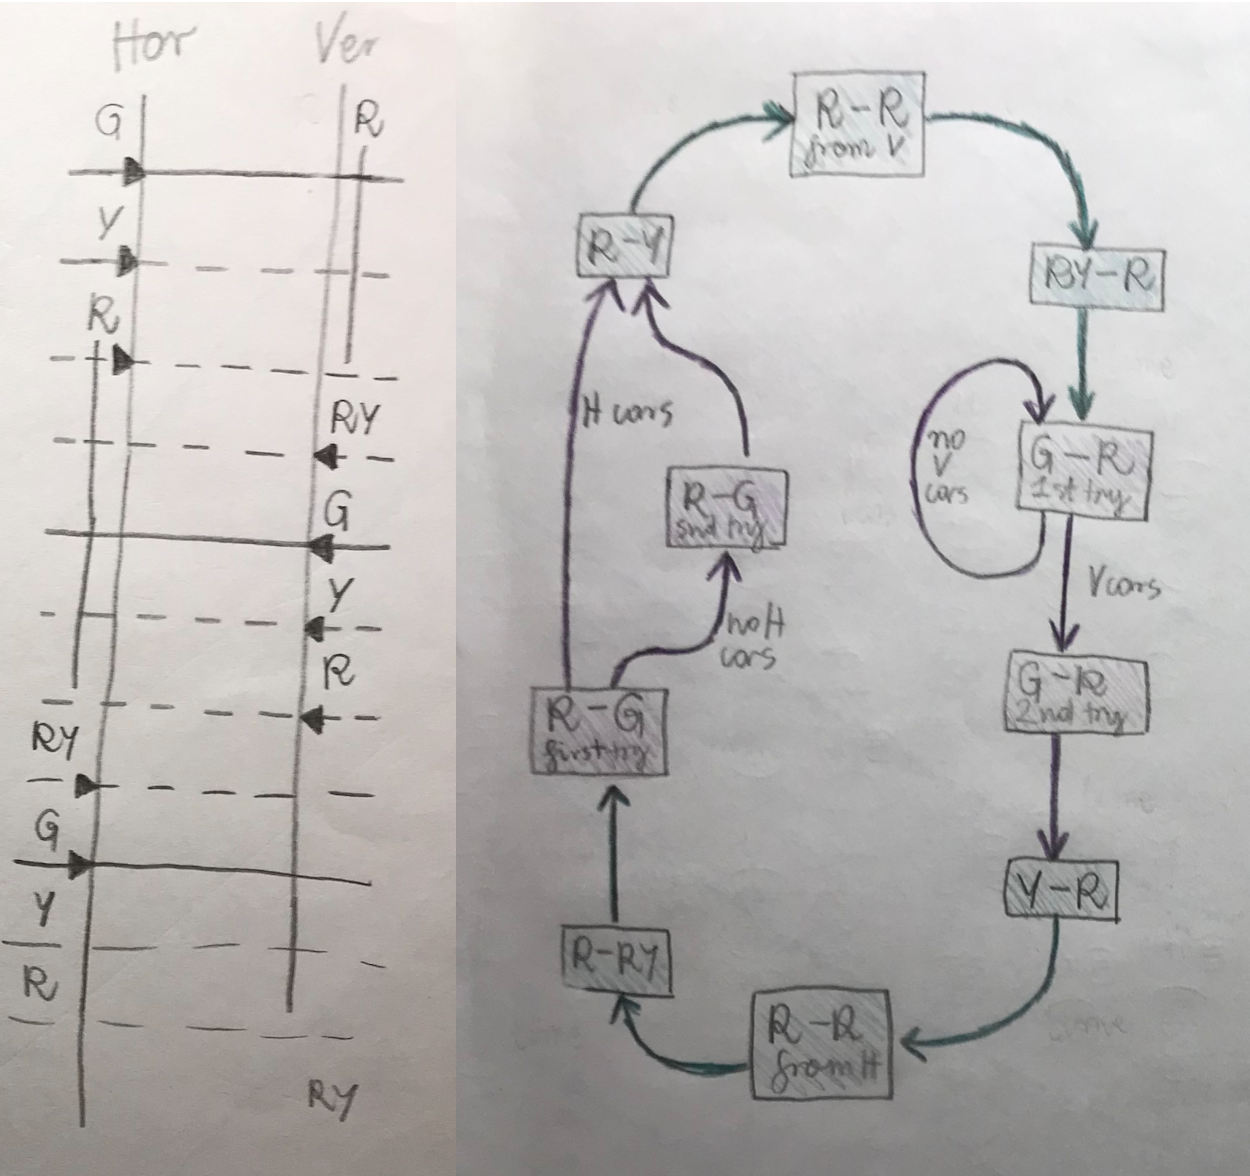 Hor Ver
G R
Y
R
RY
G
Y
R
RY
G
Y
R
RY
R-R
from V
R-Y
RY-R
H cars
no
V
cars
G-R
1st try
R-G
snd try
V cars
no H
cars
G-R
2nd try
R-G
first try
Y-R
R-RY
R-R
from H